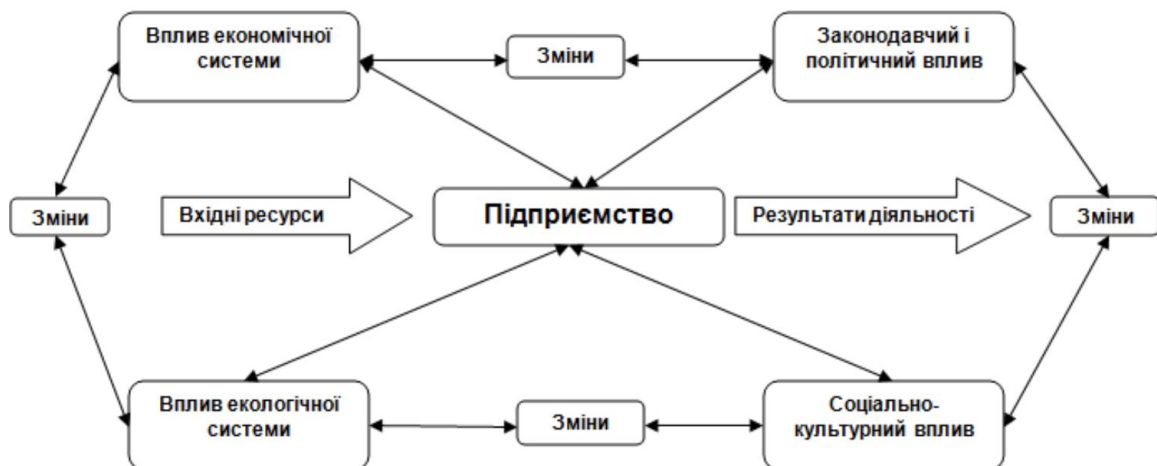 Вплив економічної
системи
Зміни
Законодавчий і
політичний вплив
Зміни
Вхідні ресурси
Підприємство
Результати діяльності
Зміни
Вплив екологічної
системи
Зміни
Соціально-
культурний вплив